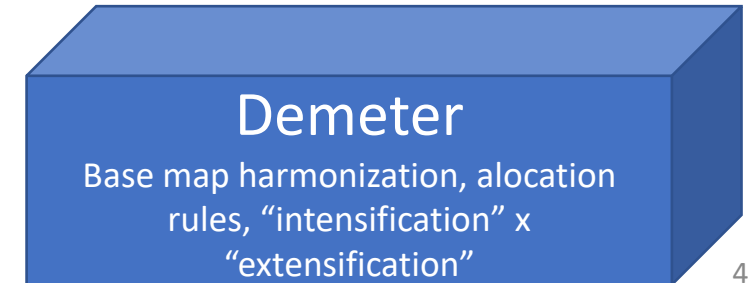 Demeter
Base map harmonization, alocation
rules, “intensification” x
“extensification”
4